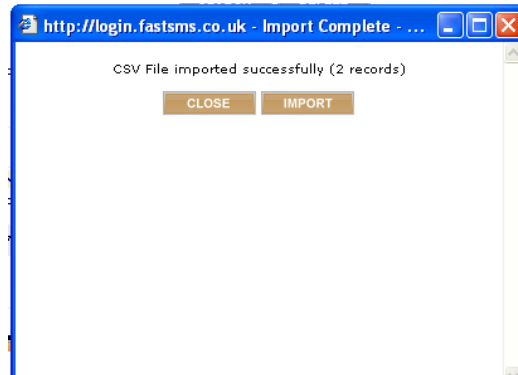 http://login.fastsms.co.uk - Import Complete - ...
CSV File imported successfully (2 records)
CLOSE IMPORT